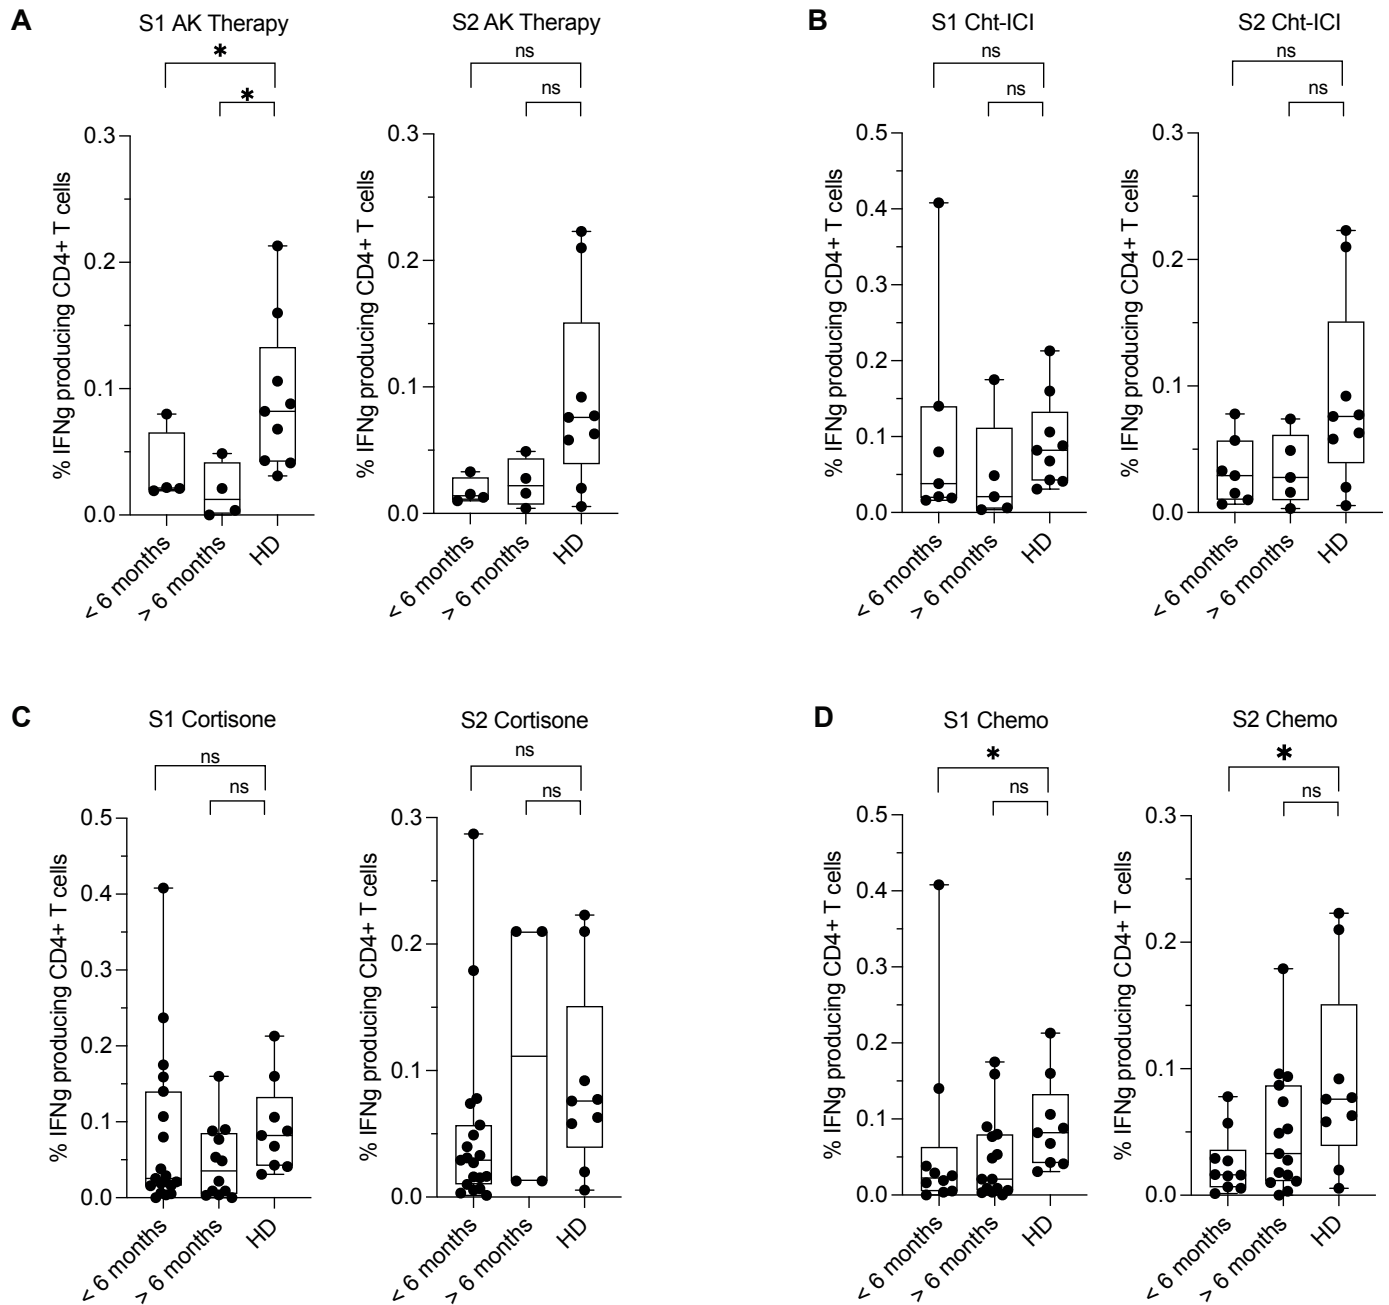 A
S1 AK Therapy
*
*
% IFNg producing CD4+ T cells
0.3
0.2
0.1
0.0
< 6 months
> 6 months
HD
S2 AK Therapy
ns
ns
% IFNg producing CD4+ T cells
0.3
0.2
0.1
0.0
< 6 months
> 6 months
HD
B
S1 Cht-ICI
ns
ns
% IFNg producing CD4+ T cells
0.5
0.4
0.3
0.2
0.1
0.0
< 6 months
> 6 months
HD
S2 Cht-ICI
ns
ns
% IFNg producing CD4+ T cells
0.3
0.2
0.1
0.0
< 6 months
> 6 months
HD
C
S1 Cortisone
ns
ns
% IFNg producing CD4+ T cells
0.5
0.4
0.3
0.2
0.1
0.0
< 6 months
> 6 months
HD
S2 Cortisone
ns
ns
% IFNg producing CD4+ T cells
0.3
0.2
0.1
0.0
< 6 months
> 6 months
HD
D
S1 Chemo
*
ns
% IFNg producing CD4+ T cells
0.5
0.4
0.3
0.2
0.1
0.0
< 6 months
> 6 months
HD
S2 Chemo
*
ns
% IFNg producing CD4+ T cells
0.3
0.2
0.1
0.0
< 6 months
> 6 months
HD